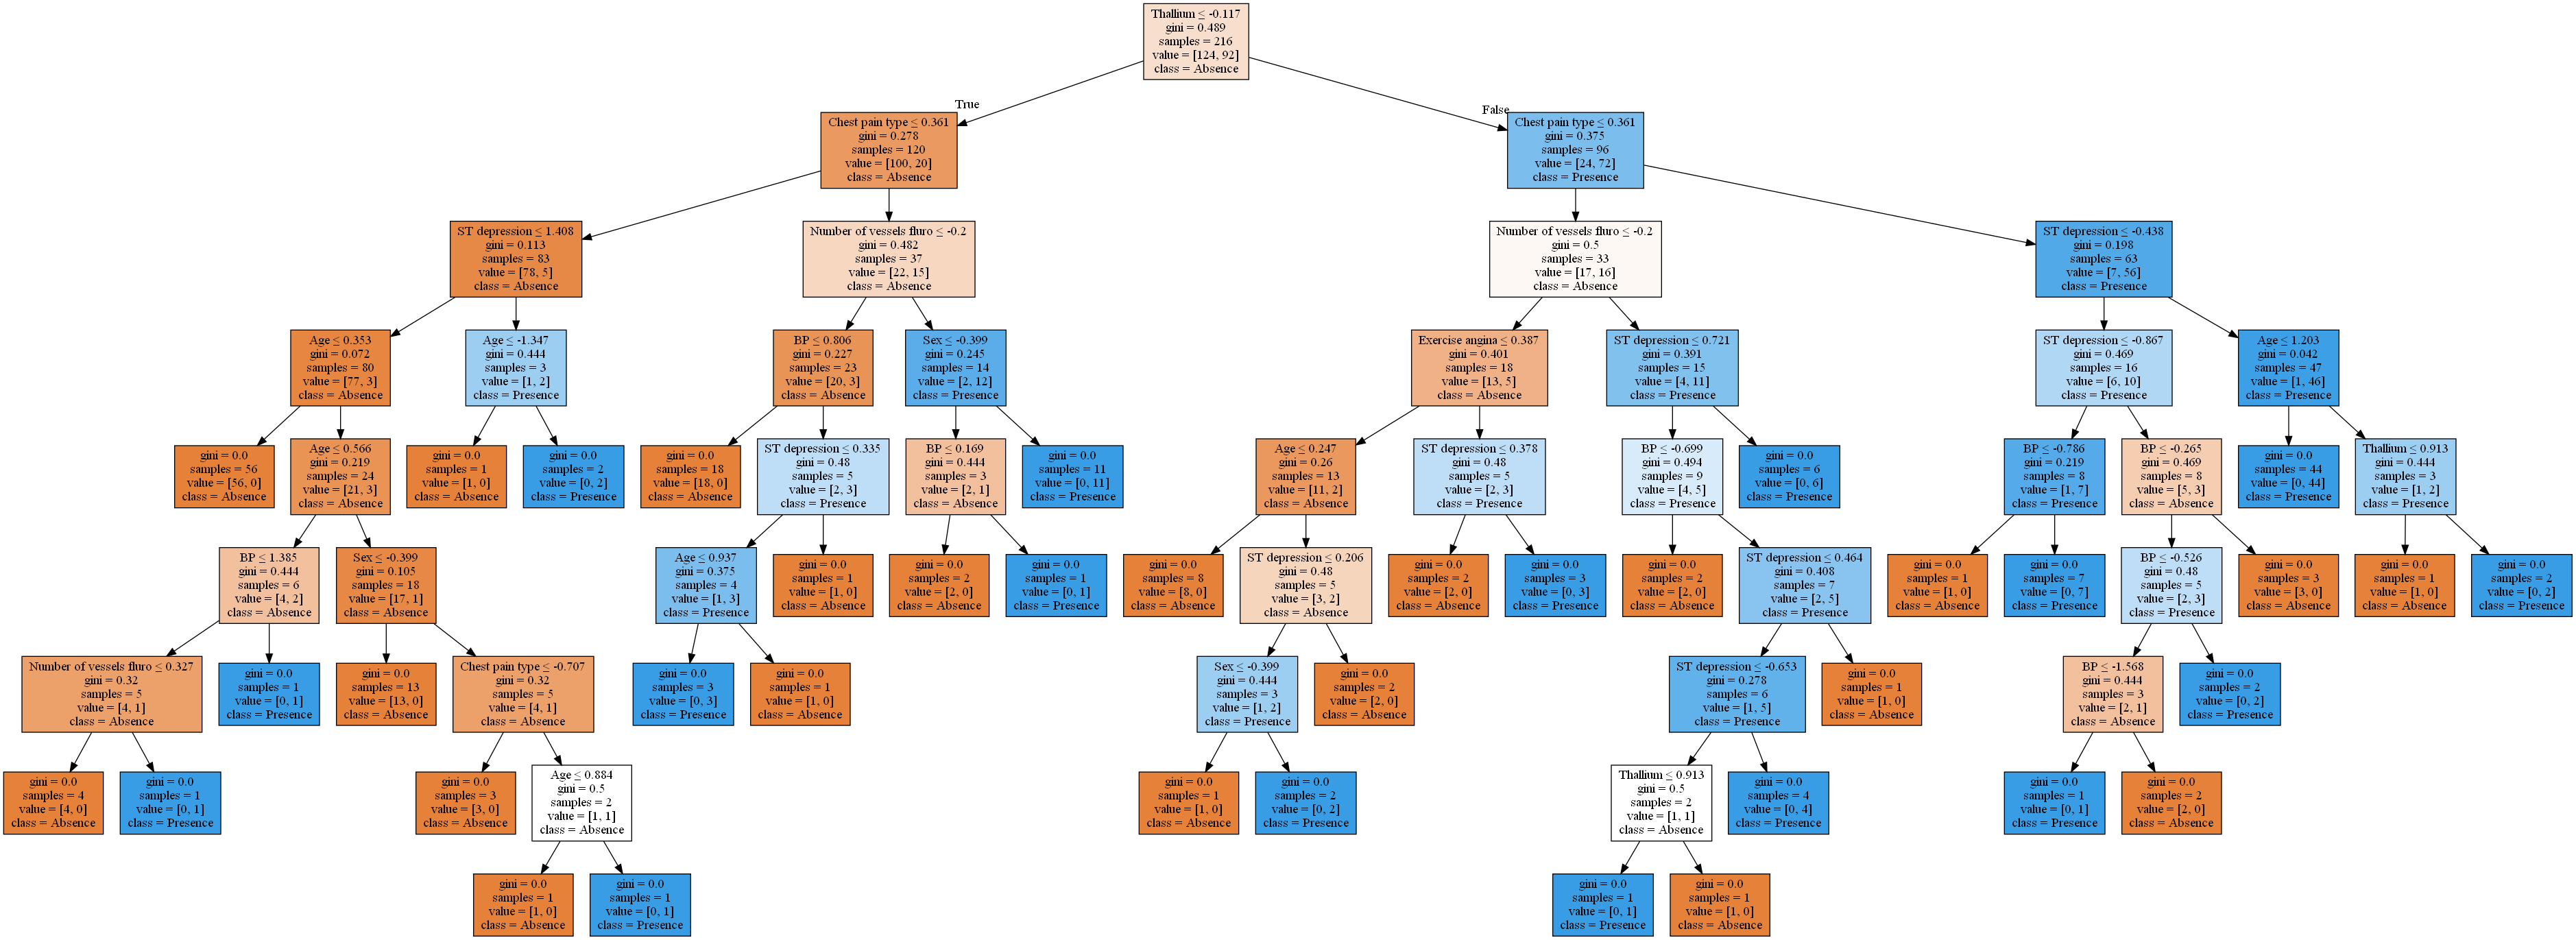 Thallium ≤ -0.117
gini = 0.489
samples = 216
value = [124, 92]
class = Absence
True
False
Chest pain type ≤ 0.361
gini = 0.278
samples = 120
value = [100, 20]
class = Absence
Chest pain type ≤ 0.361
gini = 0.375
samples = 96
value = [24, 72]
class = Presence
ST depression ≤ 1.408
gini = 0.113
samples = 83
value = [78, 5]
class = Absence
Number of vessels fluro ≤ -0.2
gini = 0.482
samples = 37
value = [22, 15]
class = Absence
Number of vessels fluro ≤ -0.2
gini = 0.5
samples = 33
value = [17, 16]
class = Absence
ST depression ≤ -0.438
gini = 0.198
samples = 63
value = [7, 56]
class = Presence
Age ≤ 0.353
gini = 0.072
samples = 80
value = [77, 3]
class = Absence
Age ≤ -1.347
gini = 0.444
samples = 3
value = [1, 2]
class = Presence
BP ≤ 0.806
gini = 0.227
samples = 23
value = [20, 3]
class = Absence
Sex ≤ -0.399
gini = 0.245
samples = 14
value = [2, 12]
class = Presence
Exercise angina ≤ 0.387
gini = 0.401
samples = 18
value = [13, 5]
class = Absence
ST depression ≤ 0.721
gini = 0.391
samples = 15
value = [4, 11]
class = Presence
ST depression ≤ -0.867
gini = 0.469
samples = 16
value = [6, 10]
class = Presence
Age ≤ 1.203
gini = 0.042
samples = 47
value = [1, 46]
class = Presence
gini = 0.0
samples = 56
value = [56, 0]
class = Absence
Age ≤ 0.566
gini = 0.219
samples = 24
value = [21, 3]
class = Absence
gini = 0.0
samples = 1
value = [1, 0]
class = Absence
gini = 0.0
samples = 2
value = [0, 2]
class = Presence
gini = 0.0
samples = 18
value = [18, 0]
class = Absence
ST depression ≤ 0.335
gini = 0.48
samples = 5
value = [2, 3]
class = Presence
BP ≤ 0.169
gini = 0.444
samples = 3
value = [2, 1]
class = Absence
gini = 0.0
samples = 11
value = [0, 11]
class = Presence
Age ≤ 0.247
gini = 0.26
samples = 13
value = [11, 2]
class = Absence
ST depression ≤ 0.378
gini = 0.48
samples = 5
value = [2, 3]
class = Presence
BP ≤ -0.699
gini = 0.494
samples = 9
value = [4, 5]
class = Presence
gini = 0.0
samples = 6
value = [0, 6]
class = Presence
BP ≤ -0.786
gini = 0.219
samples = 8
value = [1, 7]
class = Presence
BP ≤ -0.265
gini = 0.469
samples = 8
value = [5, 3]
class = Absence
gini = 0.0
samples = 44
value = [0, 44]
class = Presence
Thallium ≤ 0.913
gini = 0.444
samples = 3
value = [1, 2]
class = Presence
BP ≤ 1.385
gini = 0.444
samples = 6
value = [4, 2]
class = Absence
Sex ≤ -0.399
gini = 0.105
samples = 18
value = [17, 1]
class = Absence
Age ≤ 0.937
gini = 0.375
samples = 4
value = [1, 3]
class = Presence
gini = 0.0
samples = 1
value = [1, 0]
class = Absence
gini = 0.0
samples = 2
value = [2, 0]
class = Absence
gini = 0.0
samples = 1
value = [0, 1]
class = Presence
gini = 0.0
samples = 8
value = [8, 0]
class = Absence
ST depression ≤ 0.206
gini = 0.48
samples = 5
value = [3, 2]
class = Absence
gini = 0.0
samples = 2
value = [2, 0]
class = Absence
gini = 0.0
samples = 3
value = [0, 3]
class = Presence
gini = 0.0
samples = 2
value = [2, 0]
class = Absence
ST depression ≤ 0.464
gini = 0.408
samples = 7
value = [2, 5]
class = Presence
gini = 0.0
samples = 1
value = [1, 0]
class = Absence
gini = 0.0
samples = 7
value = [0, 7]
class = Presence
BP ≤ -0.526
gini = 0.48
samples = 5
value = [2, 3]
class = Presence
gini = 0.0
samples = 3
value = [3, 0]
class = Absence
gini = 0.0
samples = 1
value = [1, 0]
class = Absence
gini = 0.0
samples = 2
value = [0, 2]
class = Presence
Number of vessels fluro ≤ 0.327
gini = 0.32
samples = 5
value = [4, 1]
class = Absence
gini = 0.0
samples = 1
value = [0, 1]
class = Presence
gini = 0.0
samples = 13
value = [13, 0]
class = Absence
Chest pain type ≤ -0.707
gini = 0.32
samples = 5
value = [4, 1]
class = Absence
gini = 0.0
samples = 3
value = [0, 3]
class = Presence
gini = 0.0
samples = 1
value = [1, 0]
class = Absence
Sex ≤ -0.399
gini = 0.444
samples = 3
value = [1, 2]
class = Presence
gini = 0.0
samples = 2
value = [2, 0]
class = Absence
ST depression ≤ -0.653
gini = 0.278
samples = 6
value = [1, 5]
class = Presence
gini = 0.0
samples = 1
value = [1, 0]
class = Absence
BP ≤ -1.568
gini = 0.444
samples = 3
value = [2, 1]
class = Absence
gini = 0.0
samples = 2
value = [0, 2]
class = Presence
gini = 0.0
samples = 4
value = [4, 0]
class = Absence
gini = 0.0
samples = 1
value = [0, 1]
class = Presence
gini = 0.0
samples = 3
value = [3, 0]
class = Absence
Age ≤ 0.884
gini = 0.5
samples = 2
value = [1, 1]
class = Absence
gini = 0.0
samples = 1
value = [1, 0]
class = Absence
gini = 0.0
samples = 2
value = [0, 2]
class = Presence
Thallium ≤ 0.913
gini = 0.5
samples = 2
value = [1, 1]
class = Absence
gini = 0.0
samples = 4
value = [0, 4]
class = Presence
gini = 0.0
samples = 1
value = [0, 1]
class = Presence
gini = 0.0
samples = 2
value = [2, 0]
class = Absence
gini = 0.0
samples = 1
value = [1, 0]
class = Absence
gini = 0.0
samples = 1
value = [0, 1]
class = Presence
gini = 0.0
samples = 1
value = [0, 1]
class = Presence
gini = 0.0
samples = 1
value = [1, 0]
class = Absence